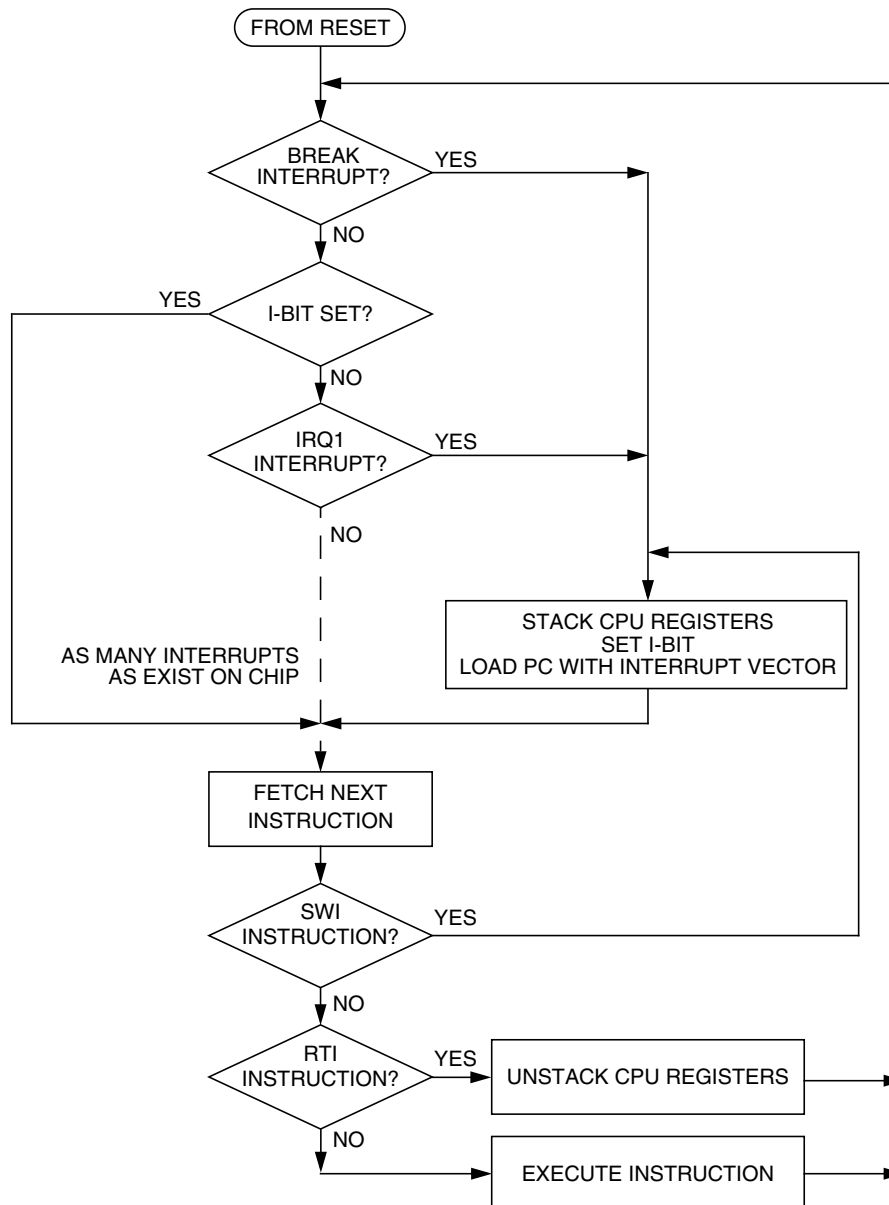 FROM RESET
BREAK
INTERRUPT?
YES
NO
YES
I-BIT SET?
NO
IRQ1
INTERRUPT?
YES
NO
STACK CPU REGISTERS
SET I-BIT
LOAD PC WITH INTERRUPT VECTOR
AS MANY INTERRUPTS
AS EXIST ON CHIP
FETCH NEXT
INSTRUCTION
SWI
INSTRUCTION?
YES
NO
RTI
INSTRUCTION?
YES
UNSTACK CPU REGISTERS
NO
EXECUTE INSTRUCTION